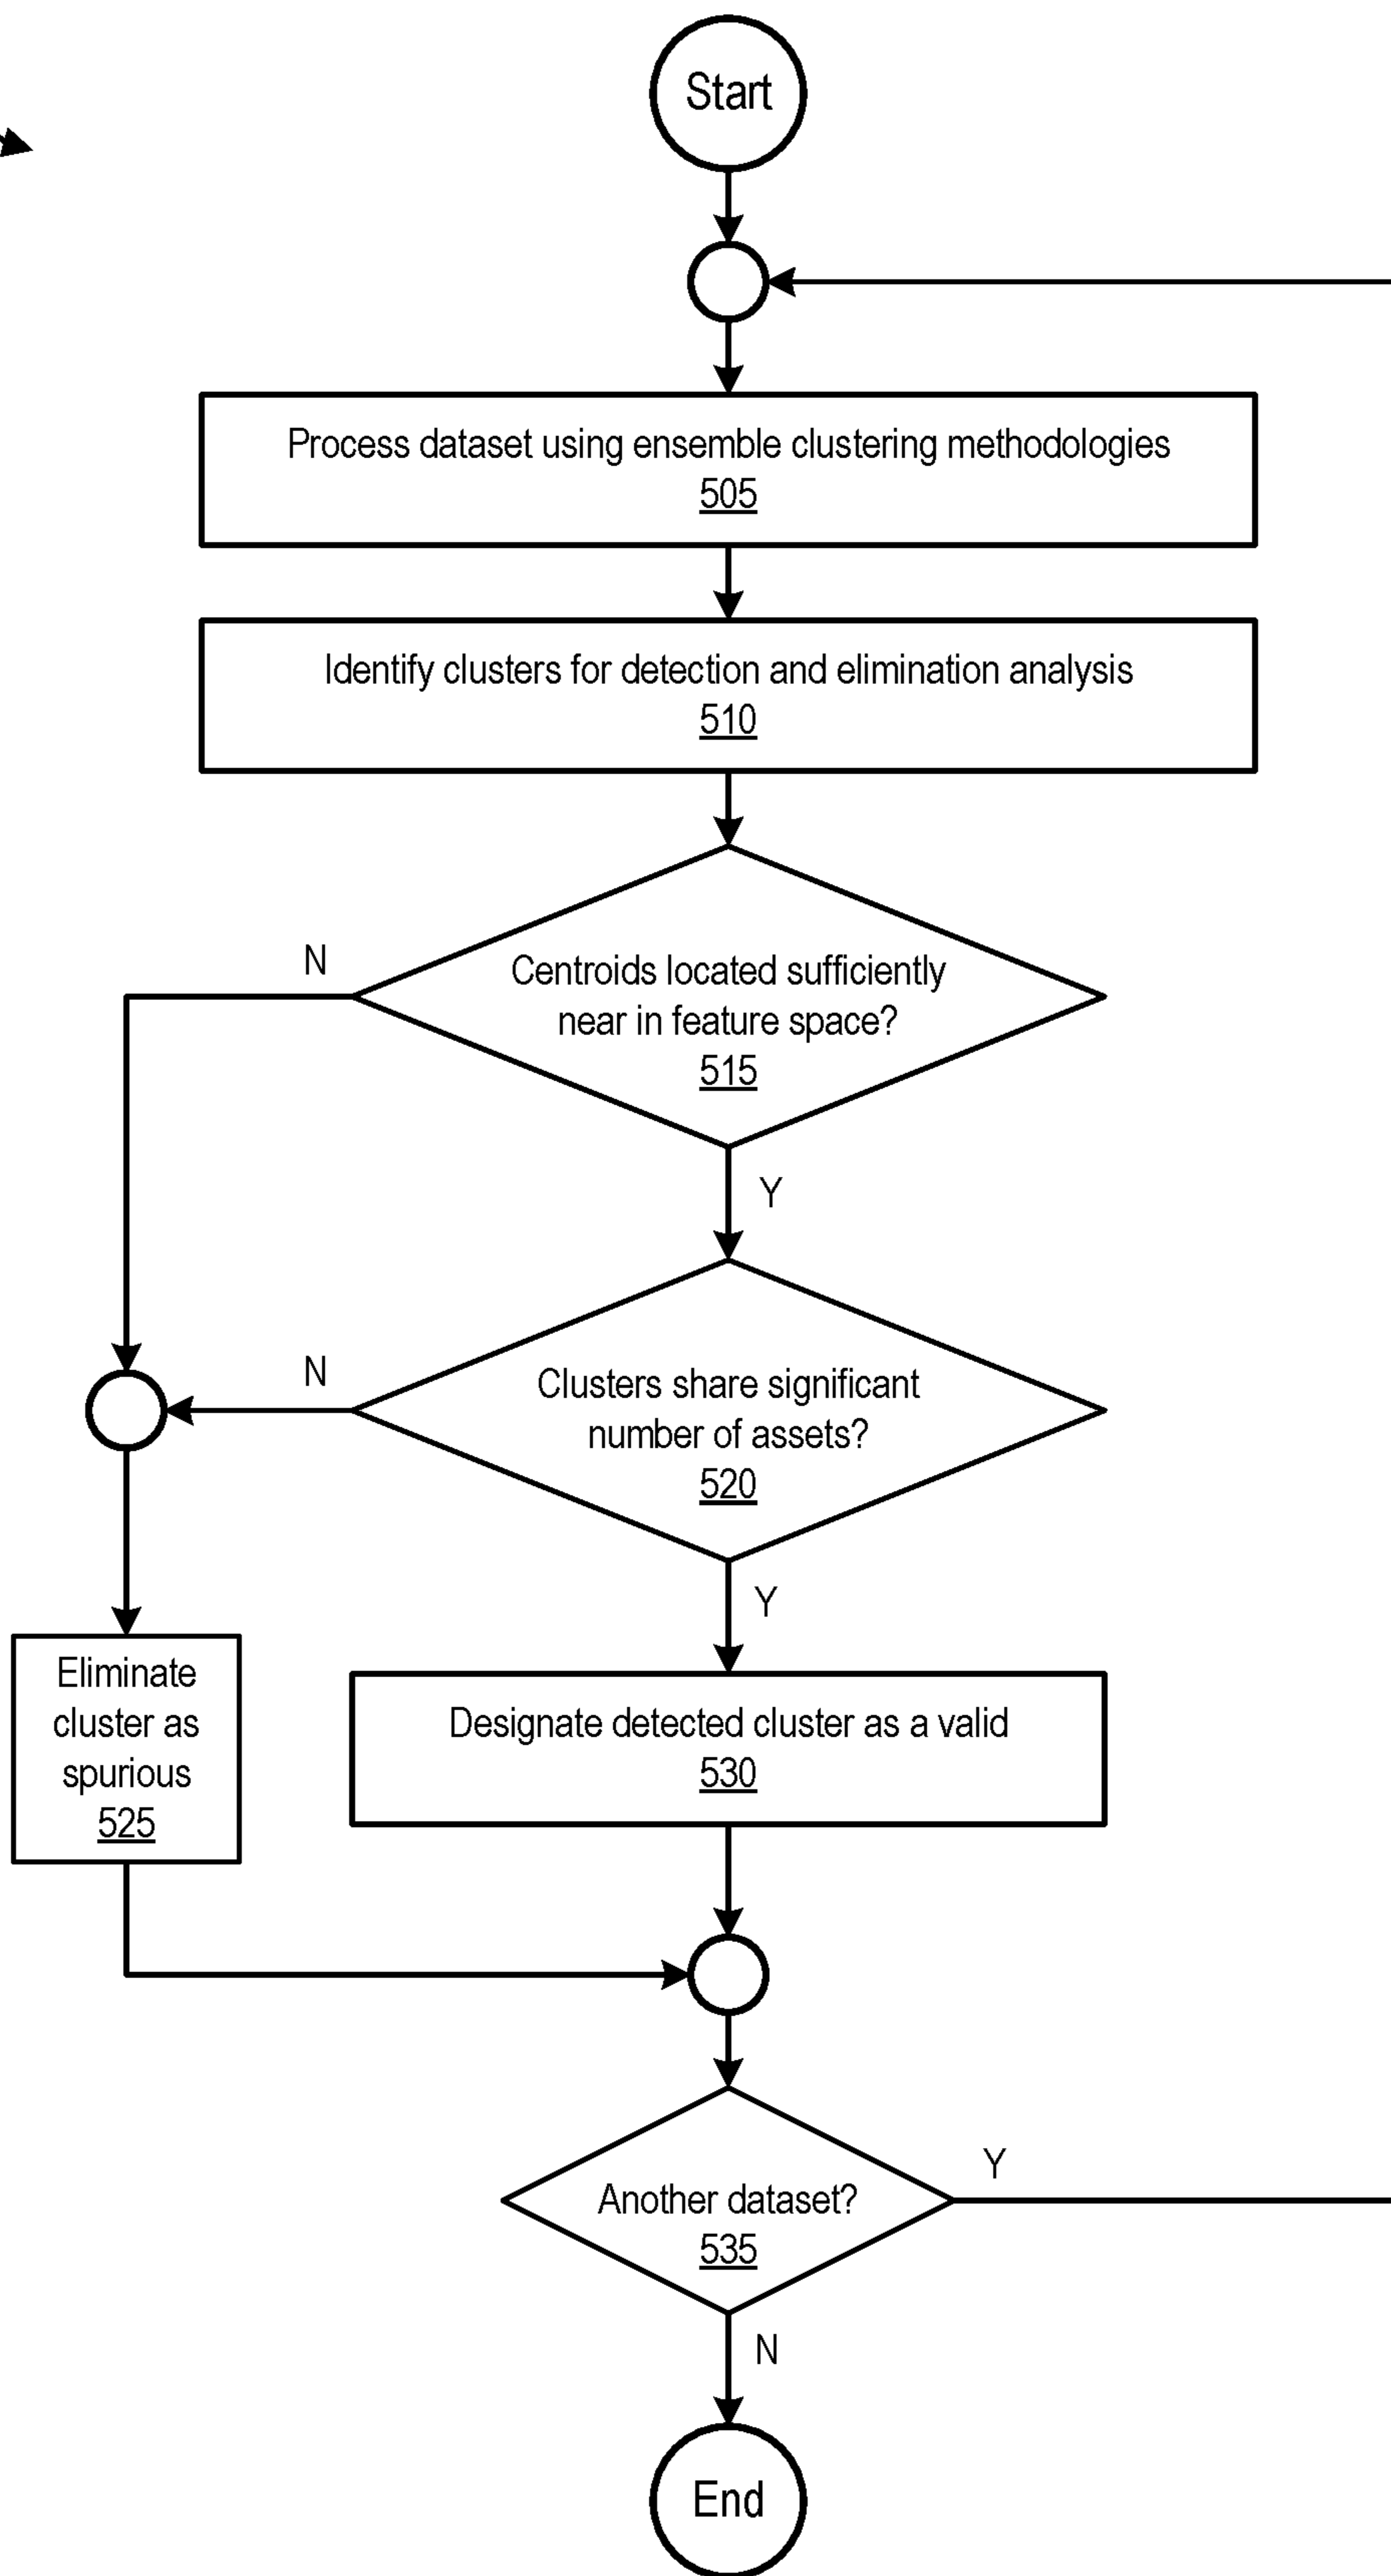 Start
Process dataset using ensemble clustering methodologies
505
Identify clusters for detection and elimination analysis
510
N
Centroids located sufficiently
near in feature space?
515
Y
N
Clusters share significant
number of assets?
520
Y
Eliminate
cluster as
spurious
525
Designate detected cluster as a valid
530
Y
Another dataset?
535
N
End